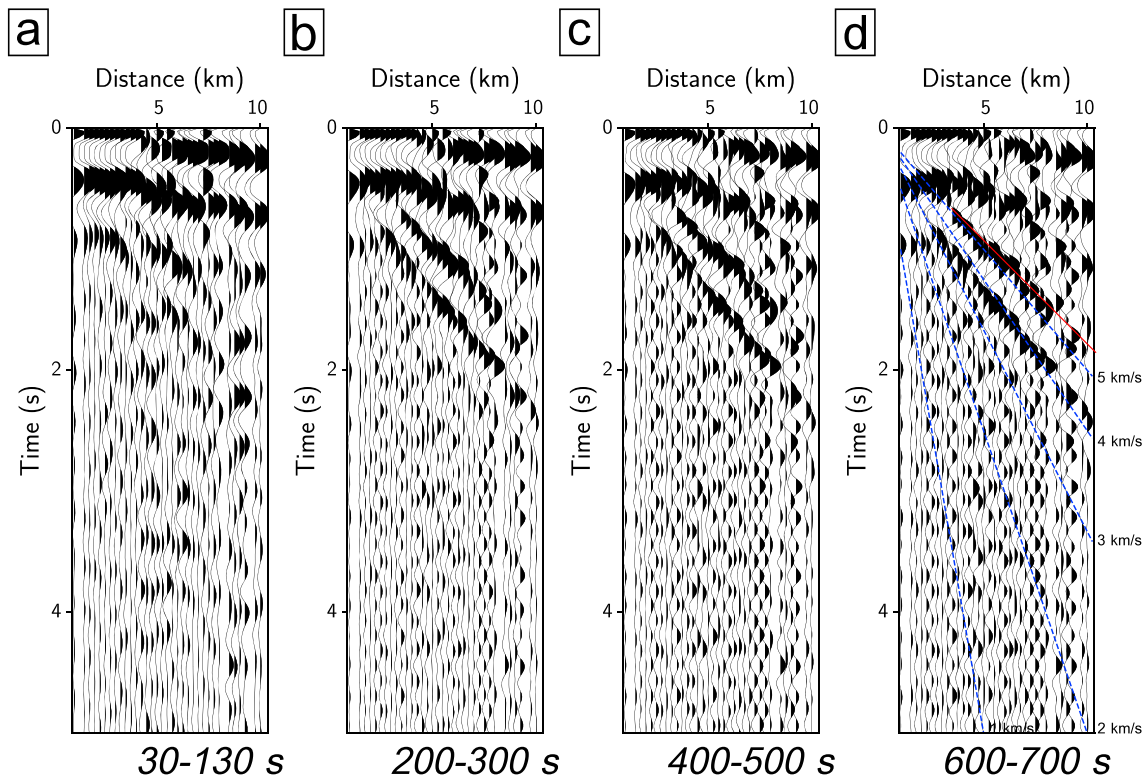 a b c d
Distance (km) Distance (km) Distance (km) Distance (km)
5 10 5 10 5 10 5 10
0 0 0 0
2 2 2 2
5 km/s
4 km/s
Time (s) Time (s) Time (s) Time (s)
3 km/s
4 4 4 4
1 km/s 2 km/s
30-130 s 200-300 s 400-500 s 600-700 s